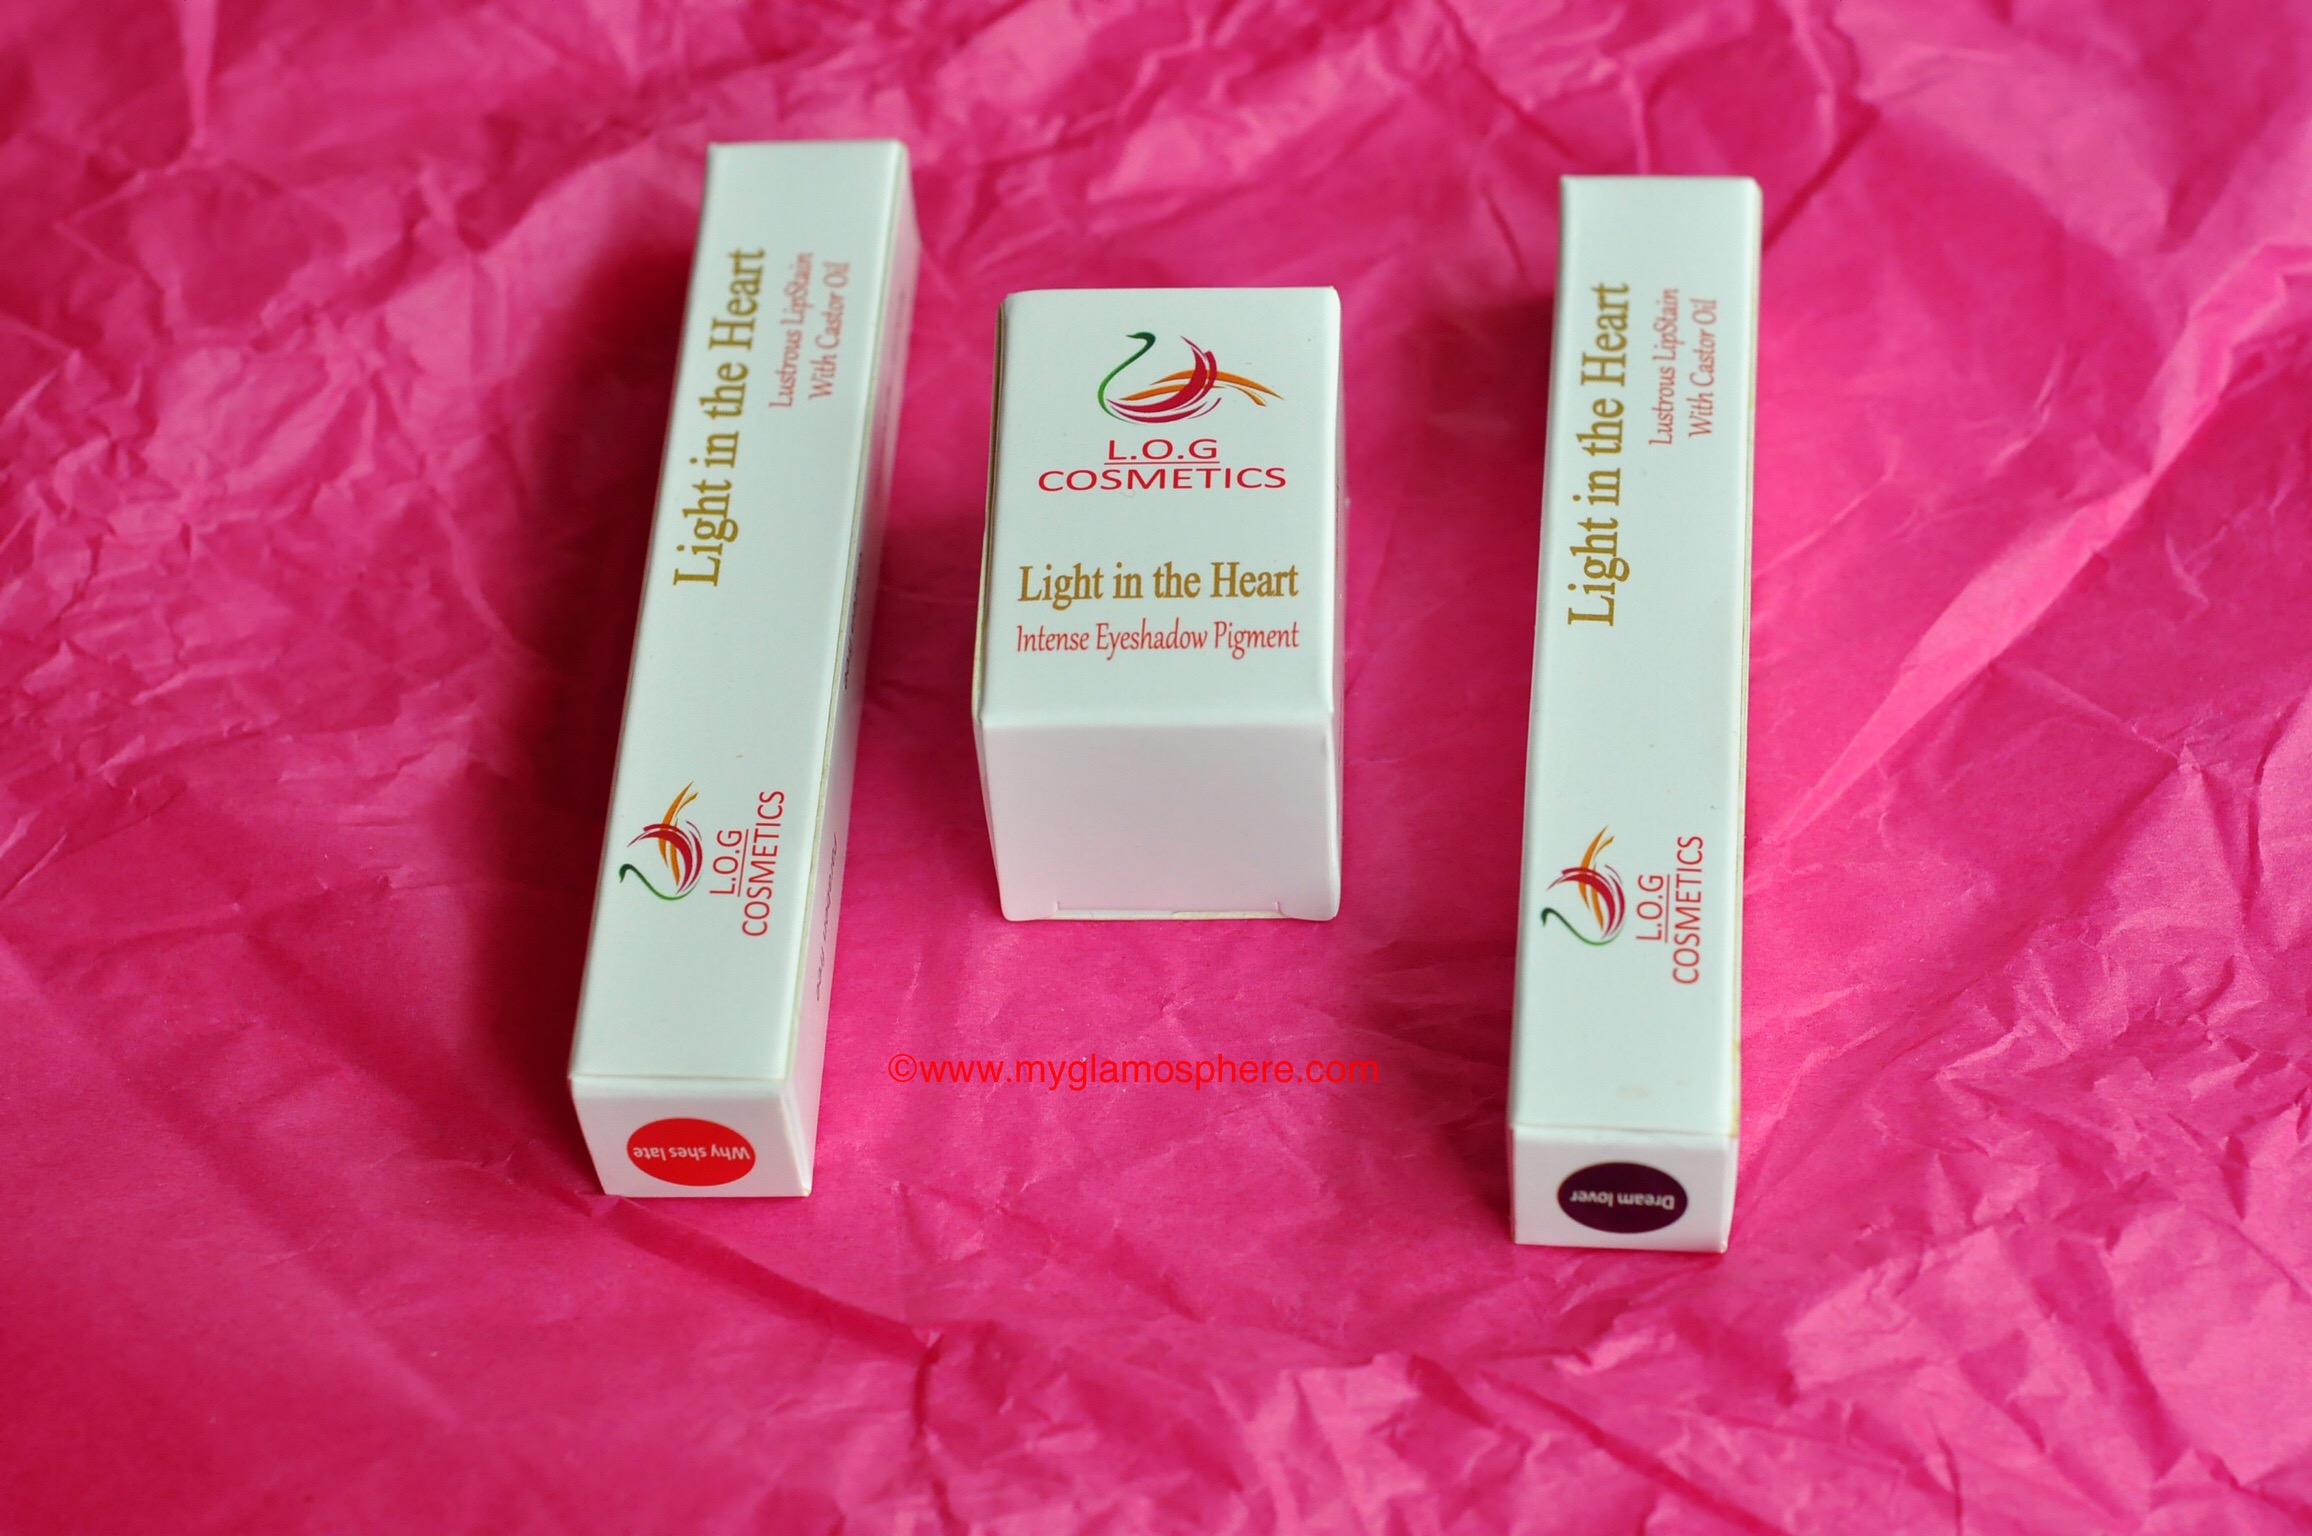 Light in the Heart
Lustrous LipStain
With Castor Oil
L.O.G
COSMETICS
Why shes late
L.O.G
COSMETICS
Light in the Heart
Intense Eyeshadow Pigment
Light in the Heart
Lustrous LipStain
With Castor Oil
L.O.G
COSMETICS
Dream lover
©www.myglamosphere.com